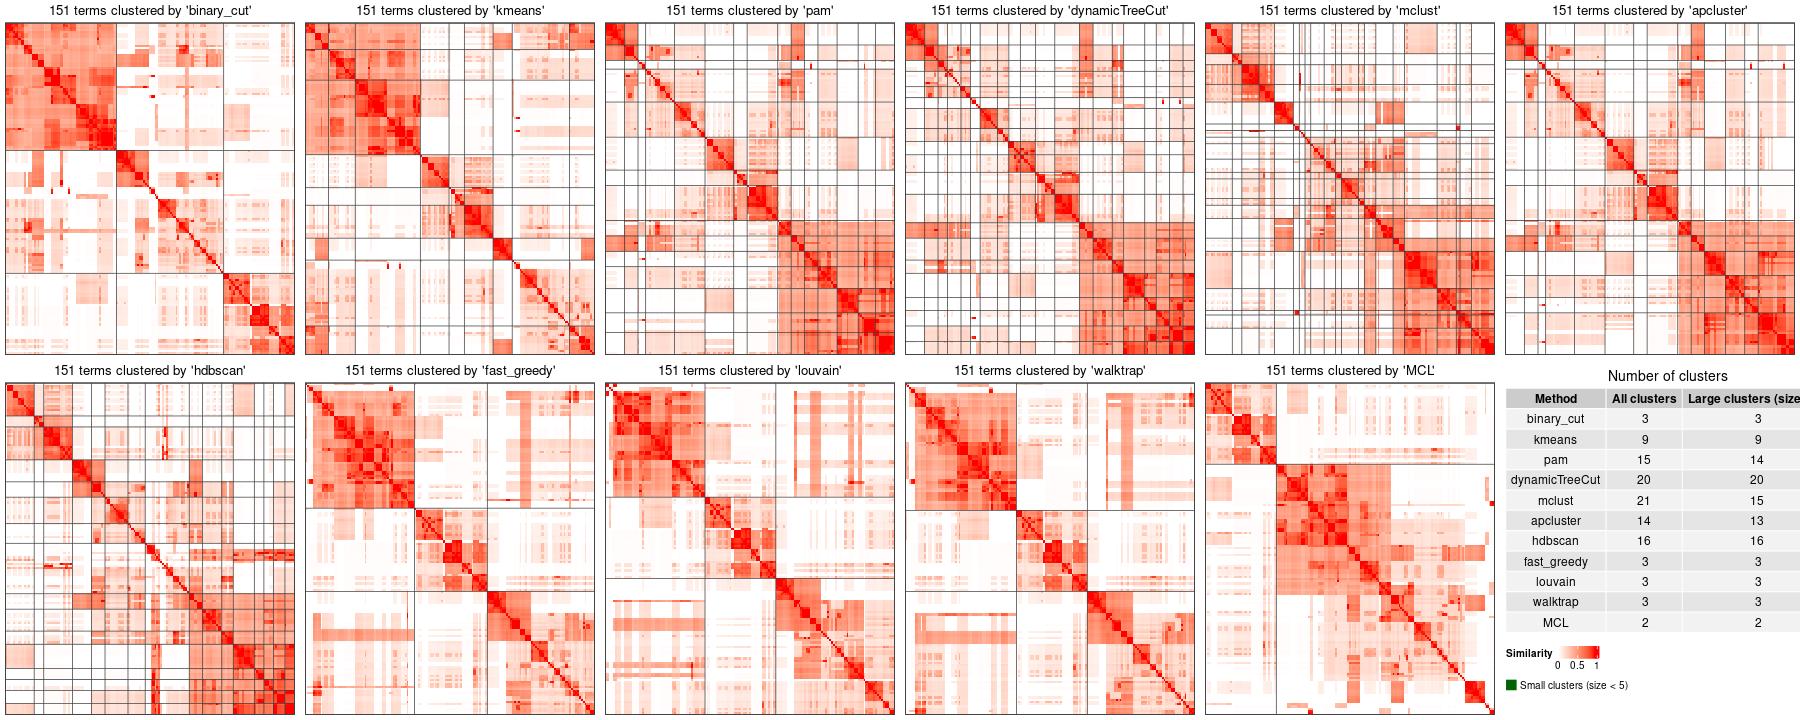 151 terms clustered by 'binary_cut'
151 terms clustered by 'kmeans'
151 terms clustered by 'pam'
151 terms clustered by 'dynamicTreeCut'
151 terms clustered by 'mclust'
151 terms clustered by 'apcluster'
151 terms clustered by 'hdbscan'
151 terms clustered by 'fast_greedy'
151 terms clustered by 'louvain'
151 terms clustered by 'walktrap'
151 terms clustered by 'MCL'
Number of clusters
Method All clusters Large clusters (size
binary_cut 3 3
kmeans 9 9
pam 15 14
dynamicTreeCut 20 20
mclust 21 15
apcluster 14 13
hdbscan 16 16
fast_greedy 3 3
louvain 3 3
walktrap 3 3
MCL 2 2
Similarity
0 0.5 1
Small clusters (size < 5)